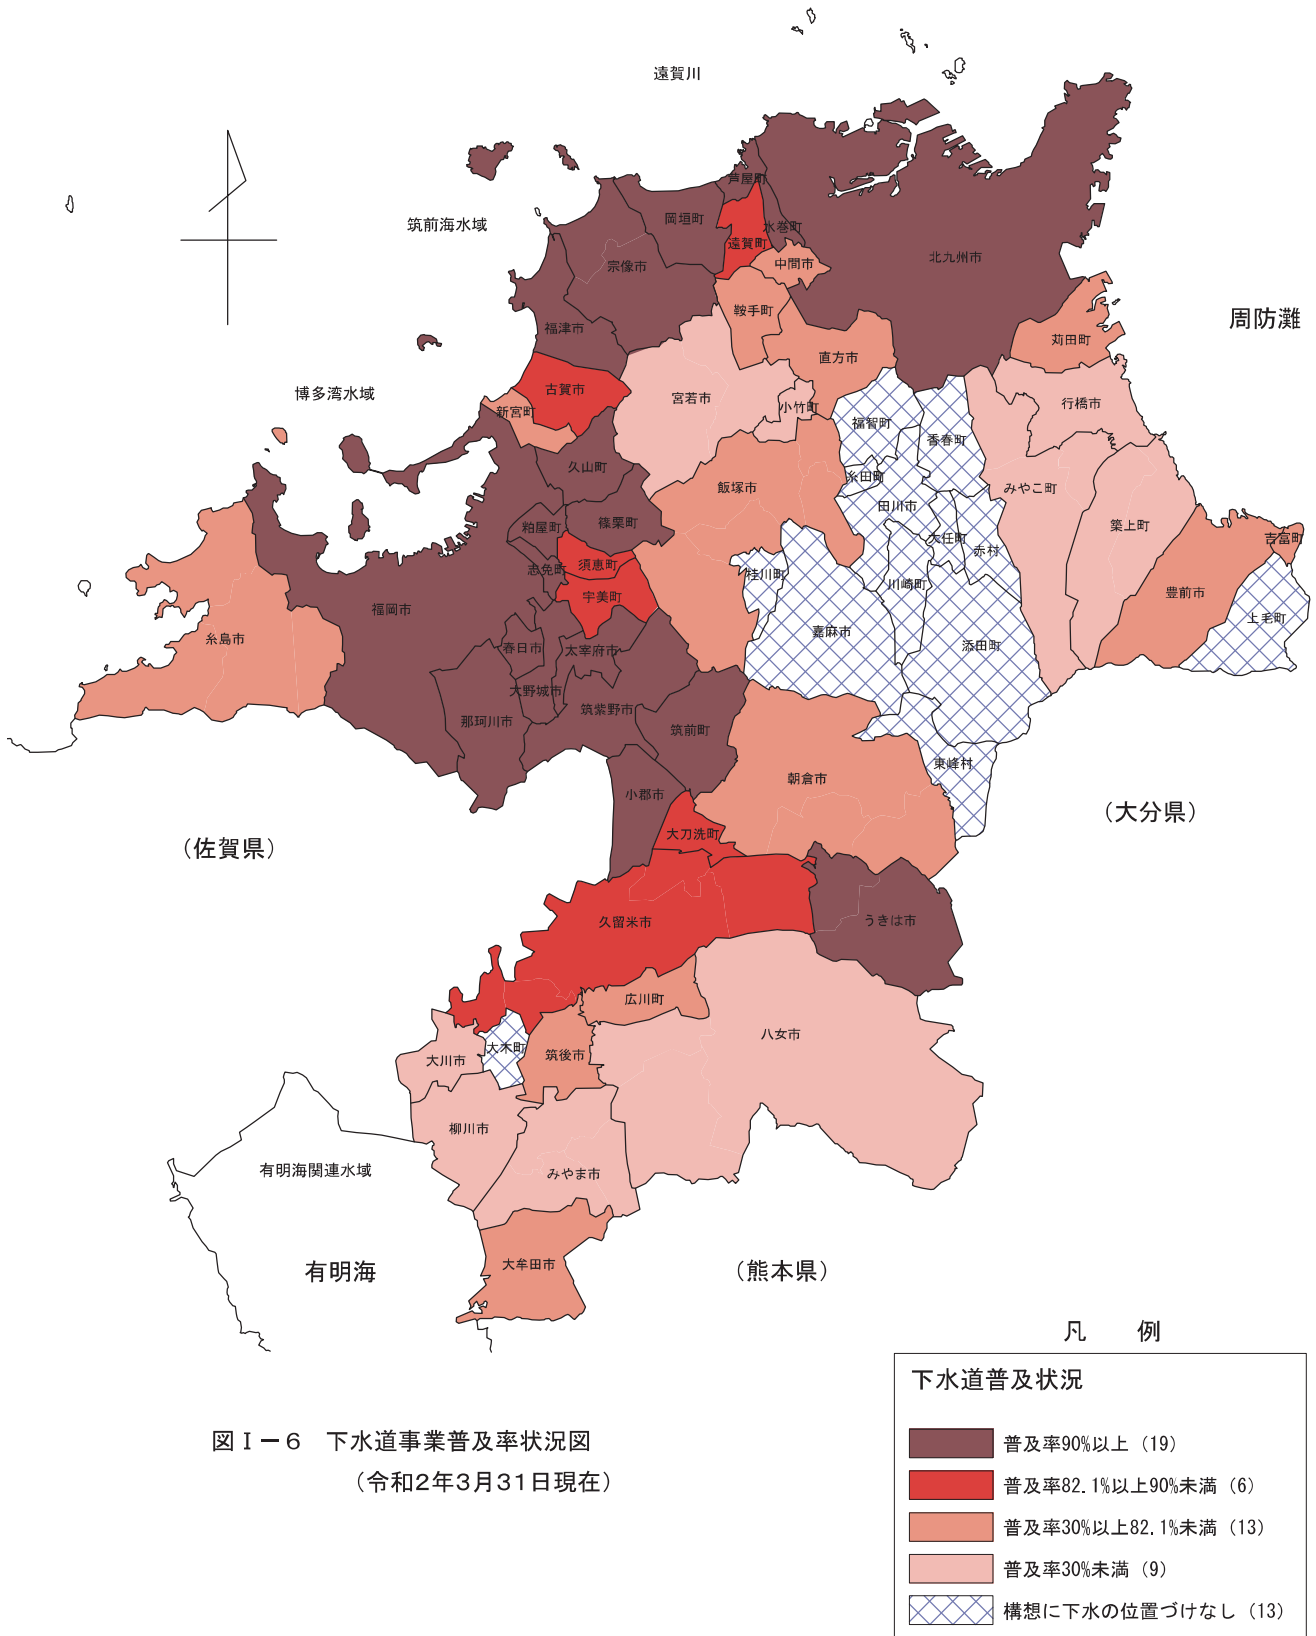 遠賀川
芦屋町
岡垣町
水巻町
筑前海水域
遠賀町
北九州市
中間市
宗像市
鞍手町
周防灘
福津市
苅田町
直方市
古賀市
博多湾水域
宮若市
行橋市
小竹町
新宮町
福智町
香春町
久山町
糸田町
飯塚市
みやこ町
田川市
篠栗町
築上町
粕屋町
大任町
吉富町
赤村
須恵町
志免町
桂川町
川崎町
豊前市
宇美町
福岡市
上毛町
嘉麻市
糸島市
添田町
春日市
太宰府市
大野城市
筑紫野市
那珂川市
筑前町
東峰村
朝倉市
小郡市
(大分県)
大刀洗町
(佐賀県)
うきは市
久留米市
広川町
八女市
大木町
筑後市
大川市
柳川市
有明海関連水域
みやま市
大牟田市
有明海
(熊本県)
凡 例
下水道普及状況
普及率90%以上 (19)
普及率82.1%以上90%未満 (6)
普及率30%以上82.1%未満 (13)
普及率30%未満 (9)
構想に下水の位置づけなし (13)
図Ⅰ－６ 下水道事業普及率状況図
(令和2年3月31日現在)